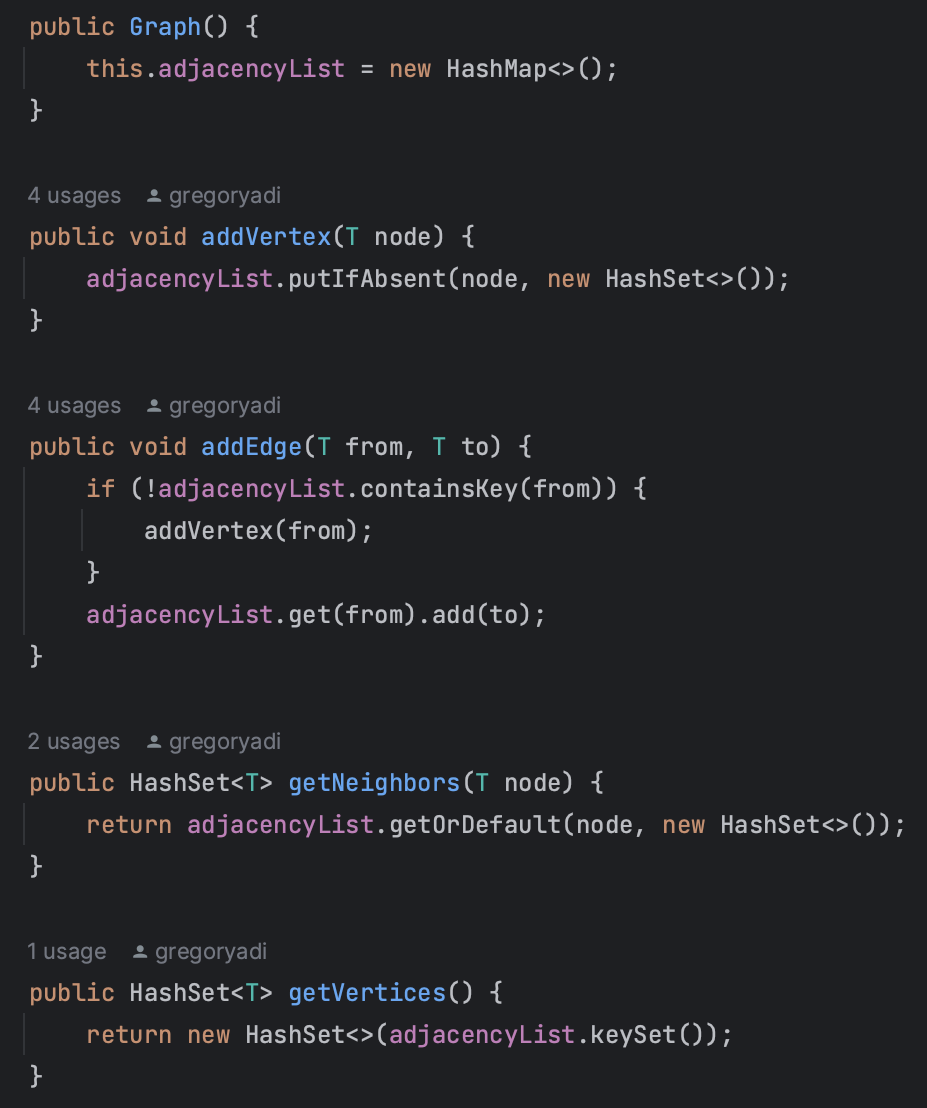 public Graph() {
    this.adjacencyList = new HashMap<>();
}
4 usages gregoryadi
public void addVertex(T node) {
    adjacencyList.putIfAbsent(node, new HashSet<>());
}
4 usages gregoryadi
public void addEdge(T from, T to) {
    if (!adjacencyList.containsKey(from)) {
        addVertex(from);
    }
    adjacencyList.get(from).add(to);
}
2 usages gregoryadi
public HashSet<T> getNeighbors(T node) {
    return adjacencyList.getOrDefault(node, new HashSet<>());
}
1 usage gregoryadi
public HashSet<T> getVertices() {
    return new HashSet<>(adjacencyList.keySet());
}